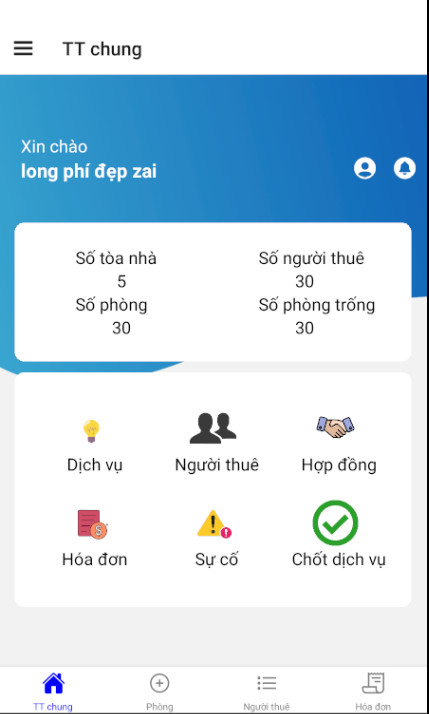 TT chung
Xin chào
long phí đẹp zai
Số tòa nhà
5
Số người thuê
30
Số phòng
30
Số phòng trống
30
Dịch vụ
Người thuê
Hợp đồng
Hóa đơn
Sự cố
Chốt dịch vụ
TT chung
Phòng
Người thuê
Hóa đơn